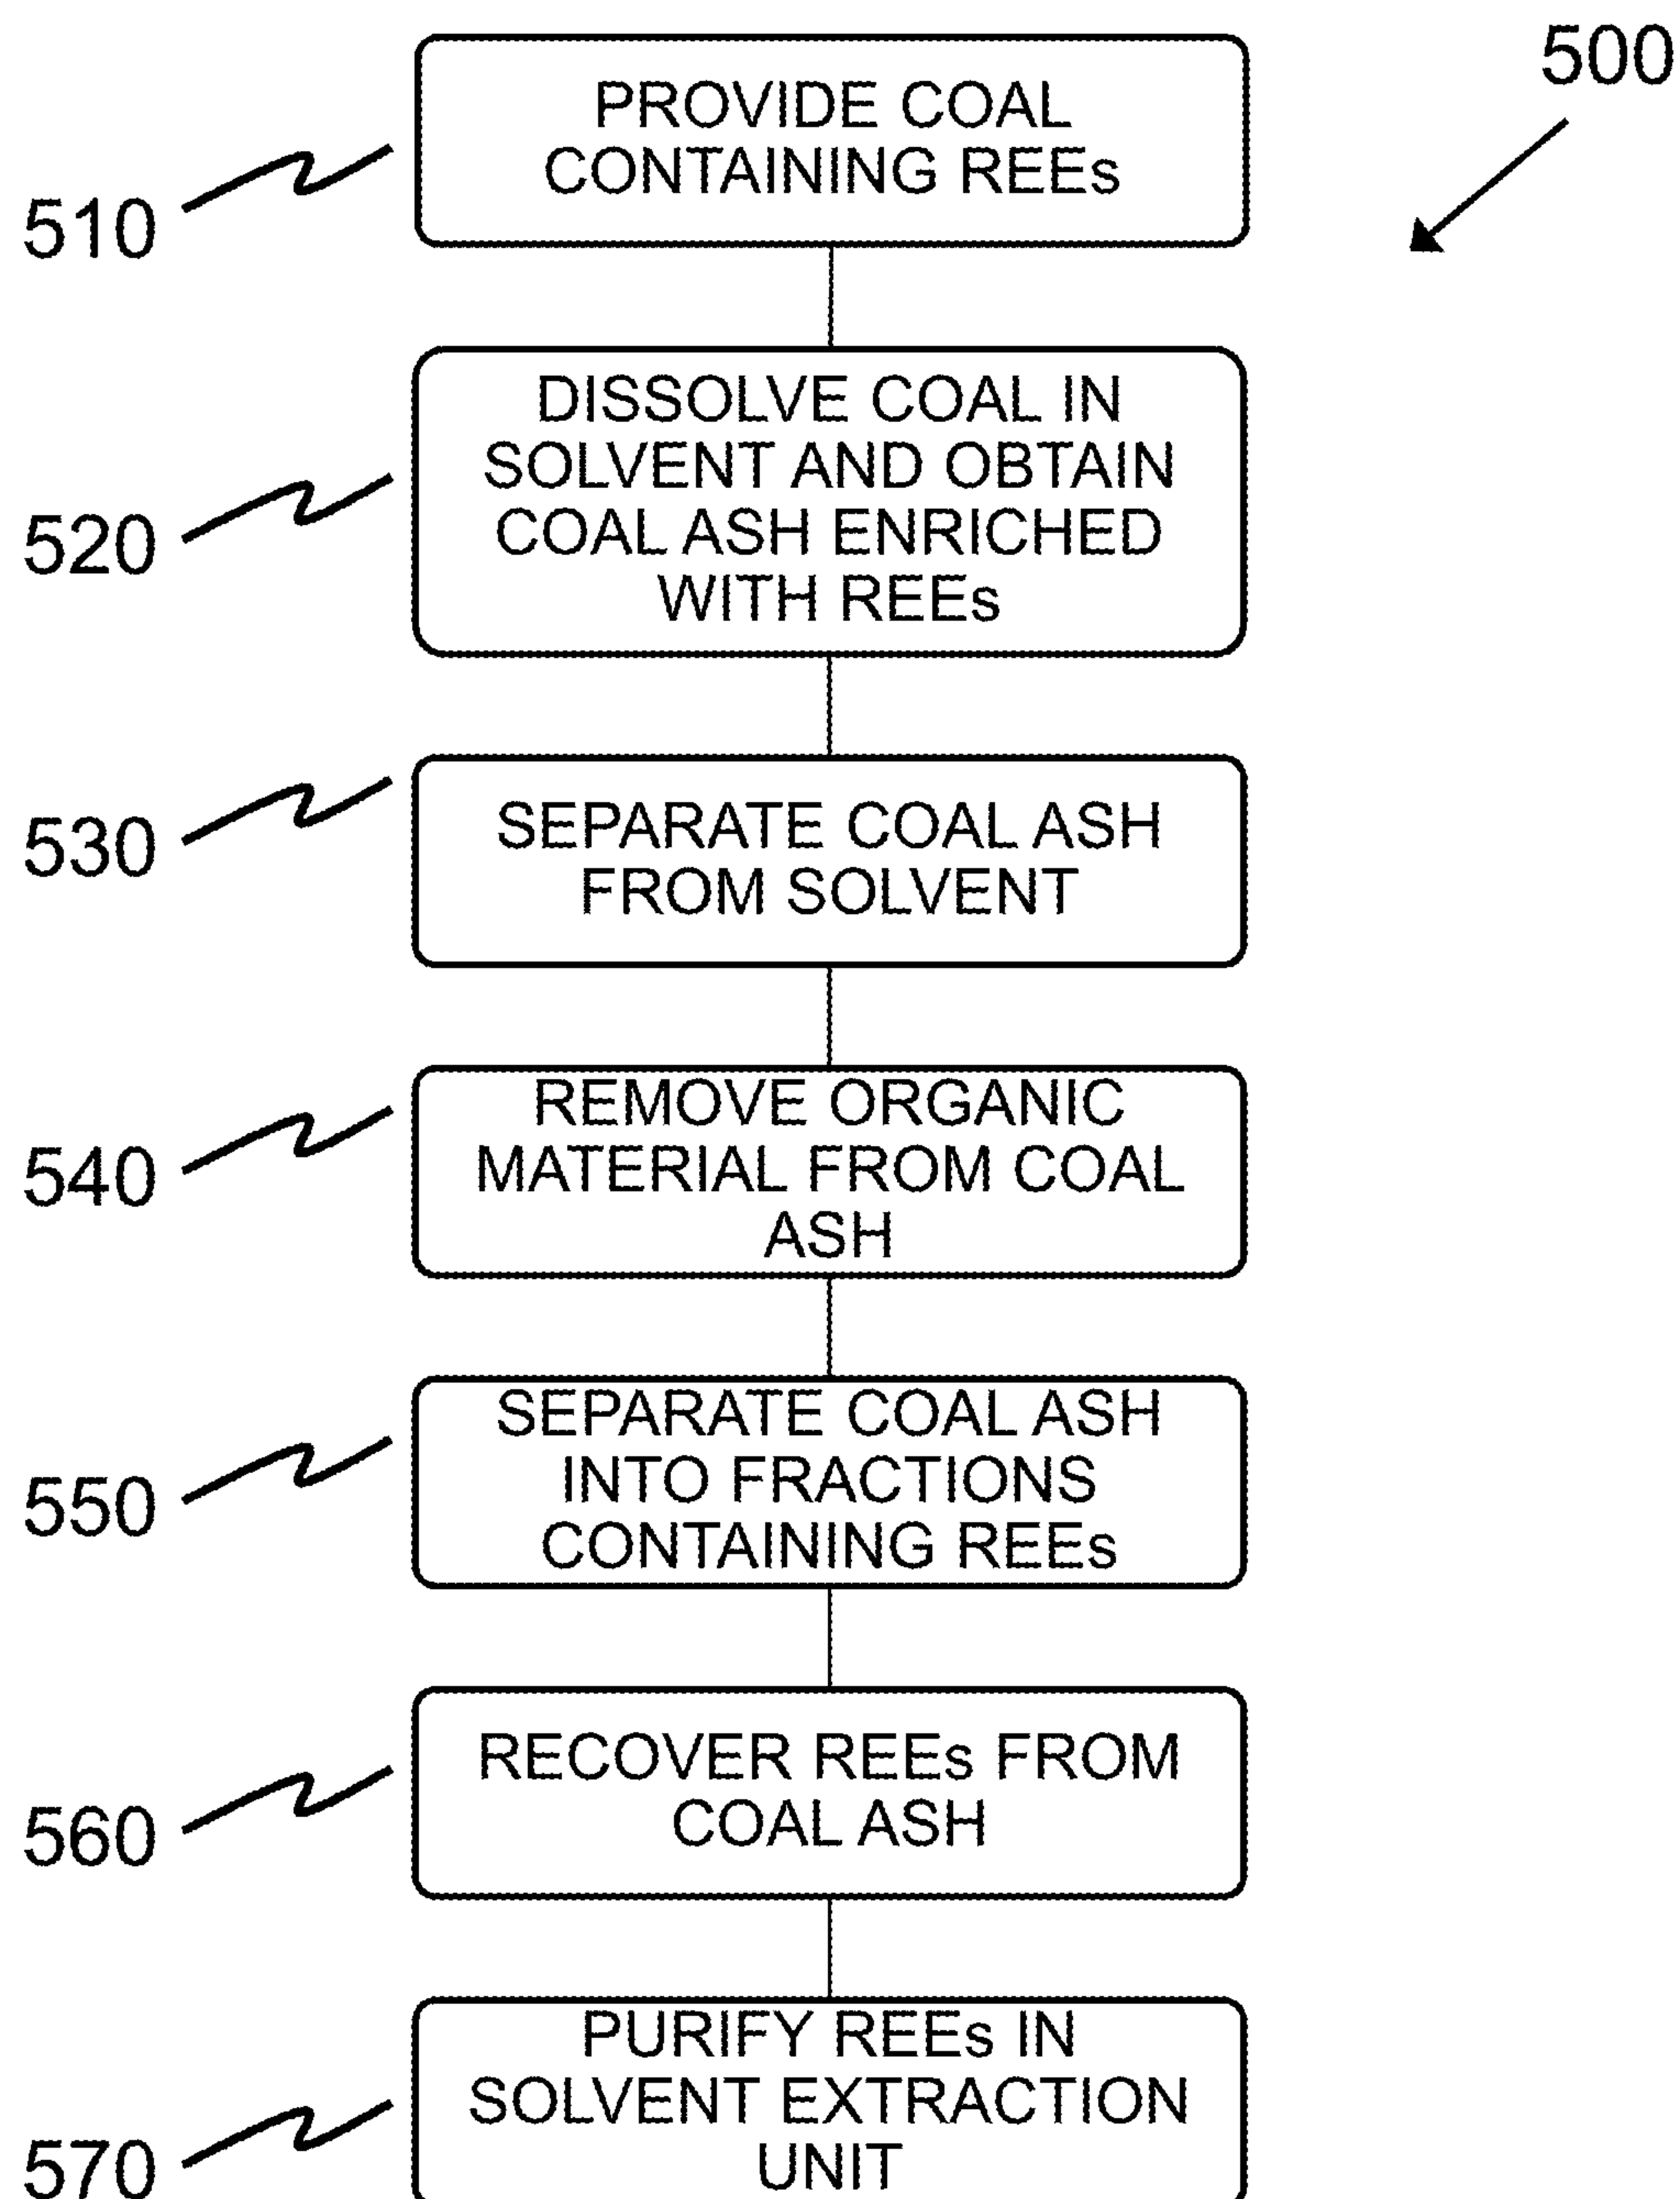 500
PROVIDE COAL
CONTAINING REEs
510
DISSOLVE COAL IN
SOLVENT AND OBTAIN
COAL ASH ENRICHED
WITH REEs
520
SEPARATE COAL ASH
FROM SOLVENT
530
REMOVE ORGANIC
MATERIAL FROM COAL
ASH
540
SEPARATE COAL ASH
INTO FRACTIONS
CONTAINING REEs
550
RECOVER REEs FROM
COAL ASH
560
PURIFY REEs IN
SOLVENT EXTRACTION
UNIT
570